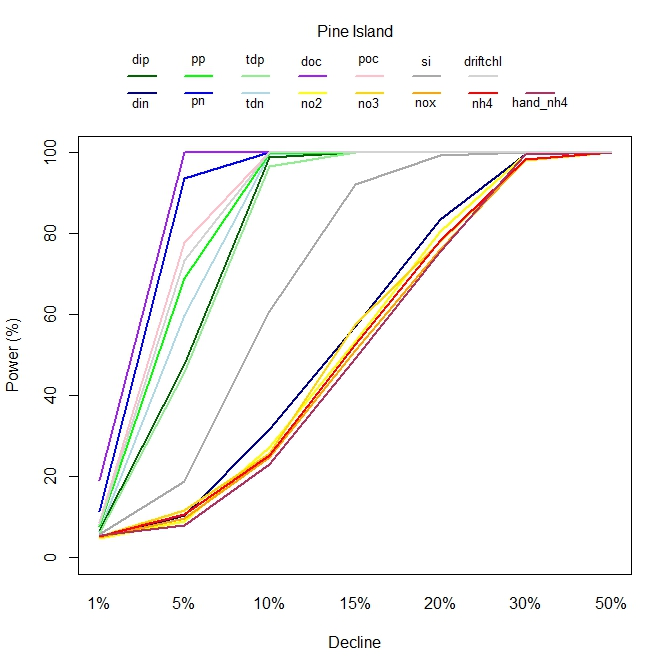 Pine Island
dip pp tdp doc poc si driftchl
din pn tdn no2 no3 nox nh4 hand_nh4
100
80
60
40
20
0
Power (%)
1% 5% 10% 15% 20% 30% 50%
Decline